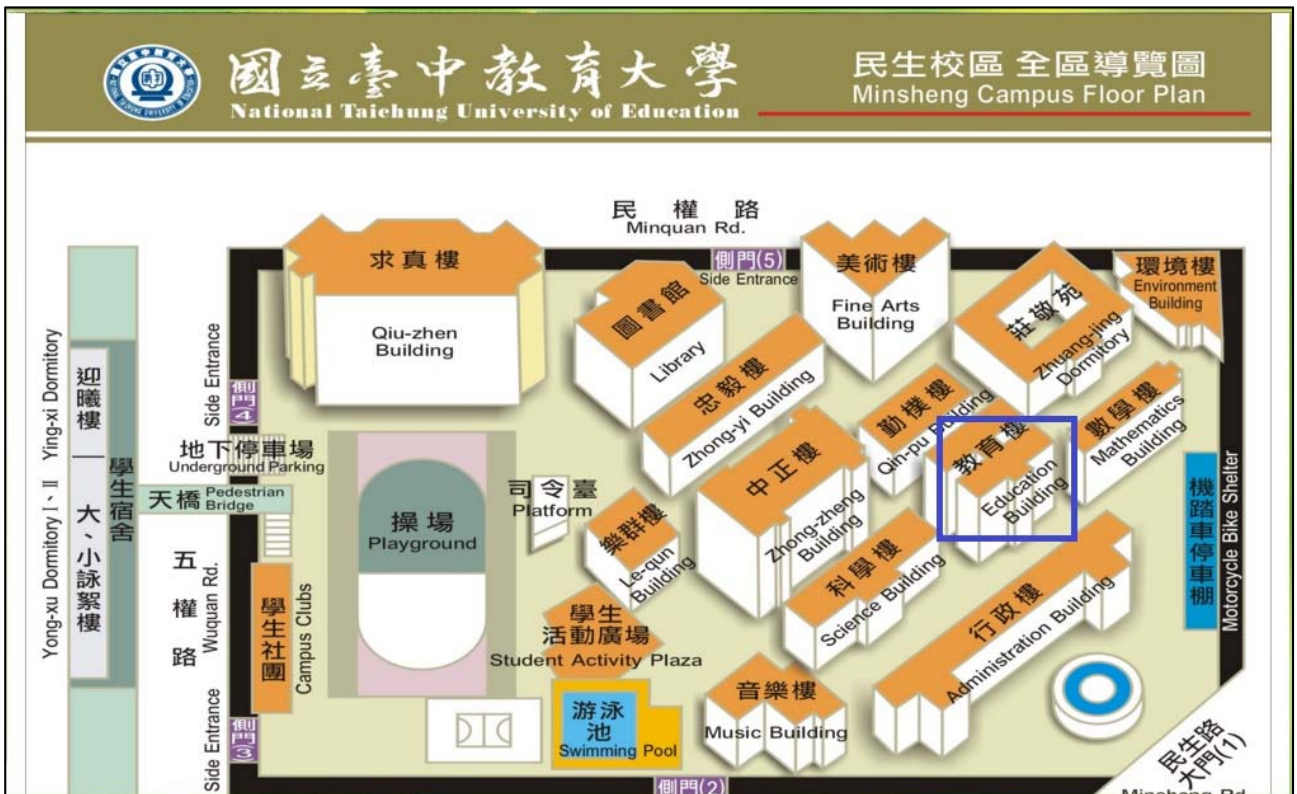 國立臺中教育大學
National Taichung University of Education
民生校區 全區導覽圖
Minsheng Campus Floor Plan
民權路
Minquan Rd.
求真樓
Qiu-zhen
Building
側門(5)
Side Entrance
圖書館
Library
美術樓
Fine Arts
Building
莊敬苑
Zhuang-jing
Dormitory
環境樓
Environment
Building
忠毅樓
Zhong-yi Building
勤樸樓
Qin-pu Building
教育樓
Education
Building
數學樓
Mathematics
Building
中正樓
Zhong-zheng
Building
科學樓
Science Building
行政樓
Administration Building
機踏車停車棚
Motorcycle Bike Shelter
Side Entrance
側門(4)
地下停車場
Underground Parking
天橋
Pedestrian
Bridge
操場
Playground
司令臺
Platform
樂群樓
Le-qun
Building
學生
活動廣場
Student Activity Plaza
游泳
池
Swimming Pool
音樂樓
Music Building
Yong-xu Dormitory I、II Ying-xi Dormitory
迎曦樓
大、小詠絮樓
學生宿舍
五權路
Wuquan Rd.
學生社團
Campus Clubs
Side Entrance
側門(3)
側門(2)
民生路
大門(1)
Minsheng Rd.